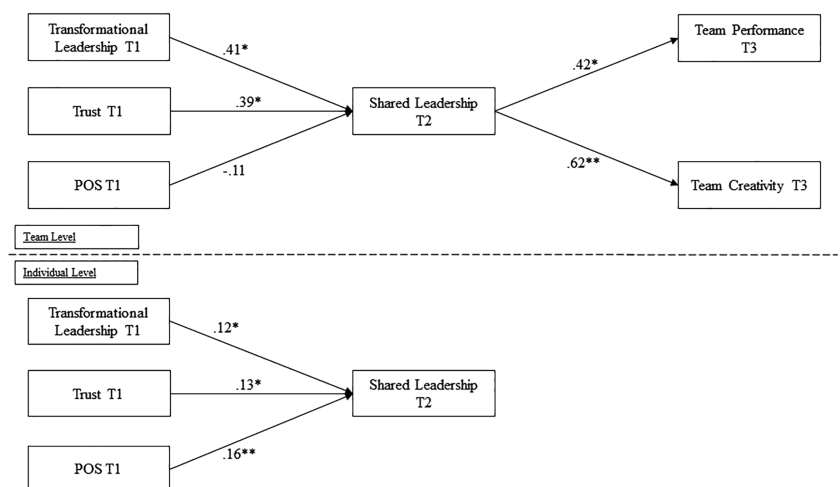 Transformational
Leadership T1
Trust T1
POS T1
.41*
.39*
-.11
Shared Leadership
T2
.42*
.62**
Team Performance
T3
Team Creativity T3
Team Level
Individual Level
Transformational
Leadership T1
Trust T1
POS T1
.12*
.13*
.16**
Shared Leadership
T2